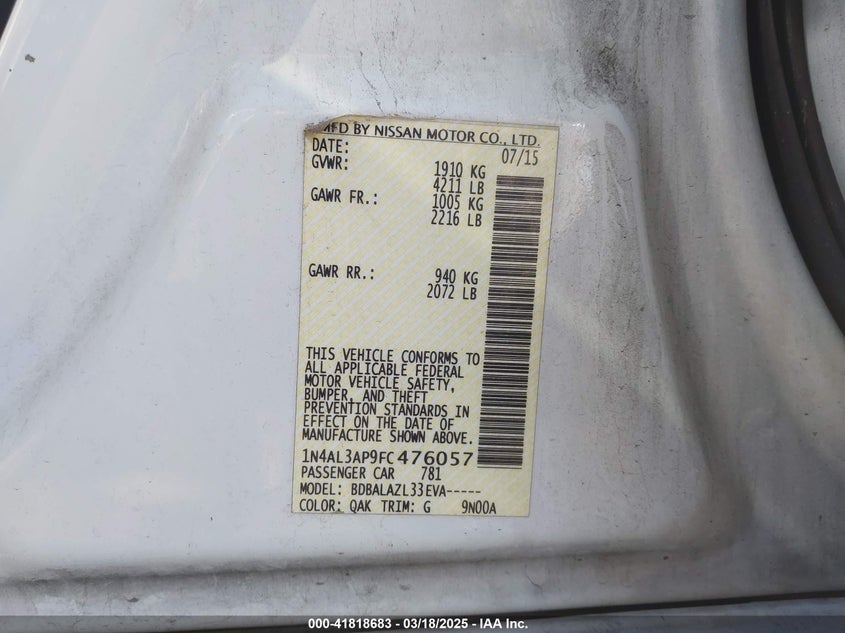 MFD BY NISSAN MOTOR CO., LTD.
DATE: 07/15
GVWR: 1910 KG
4211 LB
GAWR FR.: 1005 KG
2216 LB
GAWR RR.: 940 KG
2072 LB
THIS VEHICLE CONFORMS TO
ALL APPLICABLE FEDERAL
MOTOR VEHICLE SAFETY,
BUMPER, AND THEFT
PREVENTION STANDARDS IN
EFFECT ON THE DATE OF
MANUFACTURE SHOWN ABOVE.
1N4AL3AP9FC476057
PASSENGER CAR 781
MODEL: BDBALAZL33EVA-----
COLOR: QAK TRIM: G 9N00A
000-41818683 - 03/18/2025 - IAA Inc.